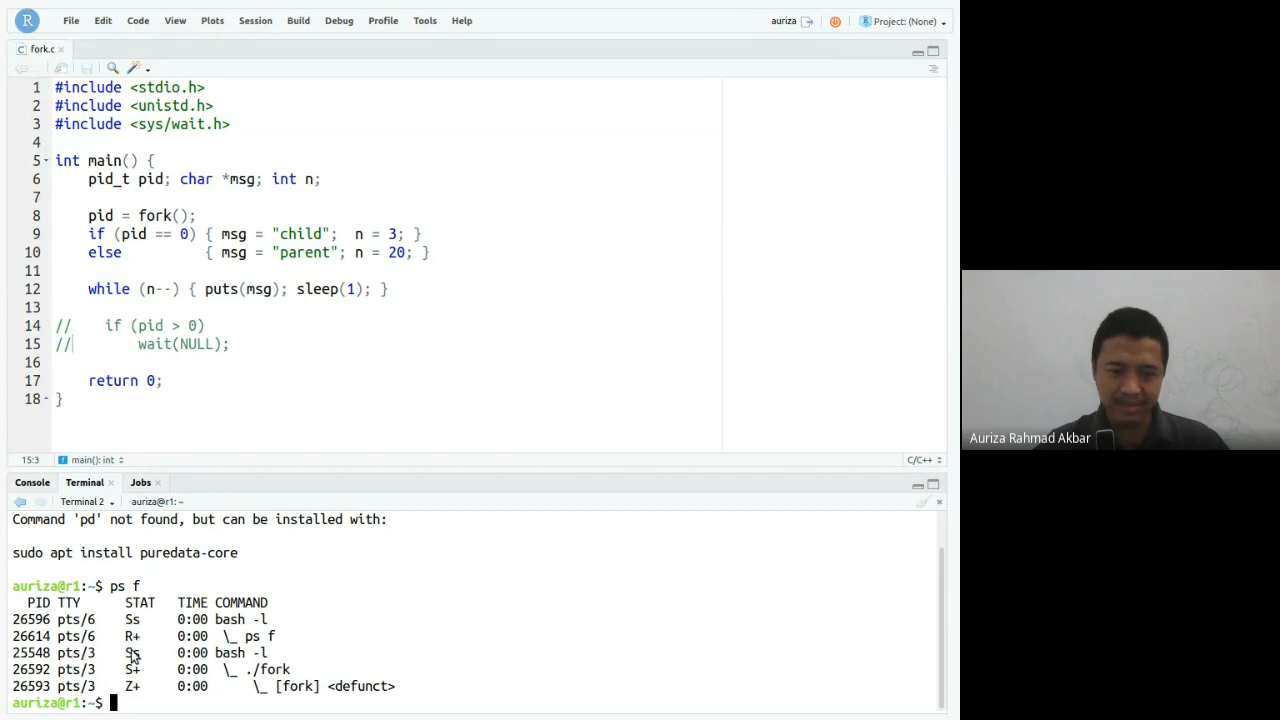 R File Edit Code View Plots Session Build Debug Profile Tools Help auriza R Project: (None)
C fork.c
1 #include <stdio.h>
2 #include <unistd.h>
3 #include <sys/wait.h>
4
5 int main() {
6 pid_t pid; char *msg; int n;
7
8 pid = fork();
9 if (pid == 0) { msg = "child"; n = 3; }
10 else { msg = "parent"; n = 20; }
11
12 while (n--) { puts(msg); sleep(1); }
13
14 // if (pid > 0)
15 // wait(NULL);
16
17 return 0;
18 }
Auriza Rahmad Akbar
15:3 main(): int C/C++
Console Terminal Jobs
Terminal 2 auriza@r1: ~
Command 'pd' not found, but can be installed with:
sudo apt install puredata-core
auriza@r1:~$ ps f
PID TTY STAT TIME COMMAND
26596 pts/6 Ss 0:00 bash -l
26614 pts/6 R+ 0:00 \_ ps f
25548 pts/3 Ss 0:00 bash -l
26592 pts/3 S+ 0:00 \_ ./fork
26593 pts/3 Z+ 0:00 \_ [fork] <defunct>
auriza@r1:~$